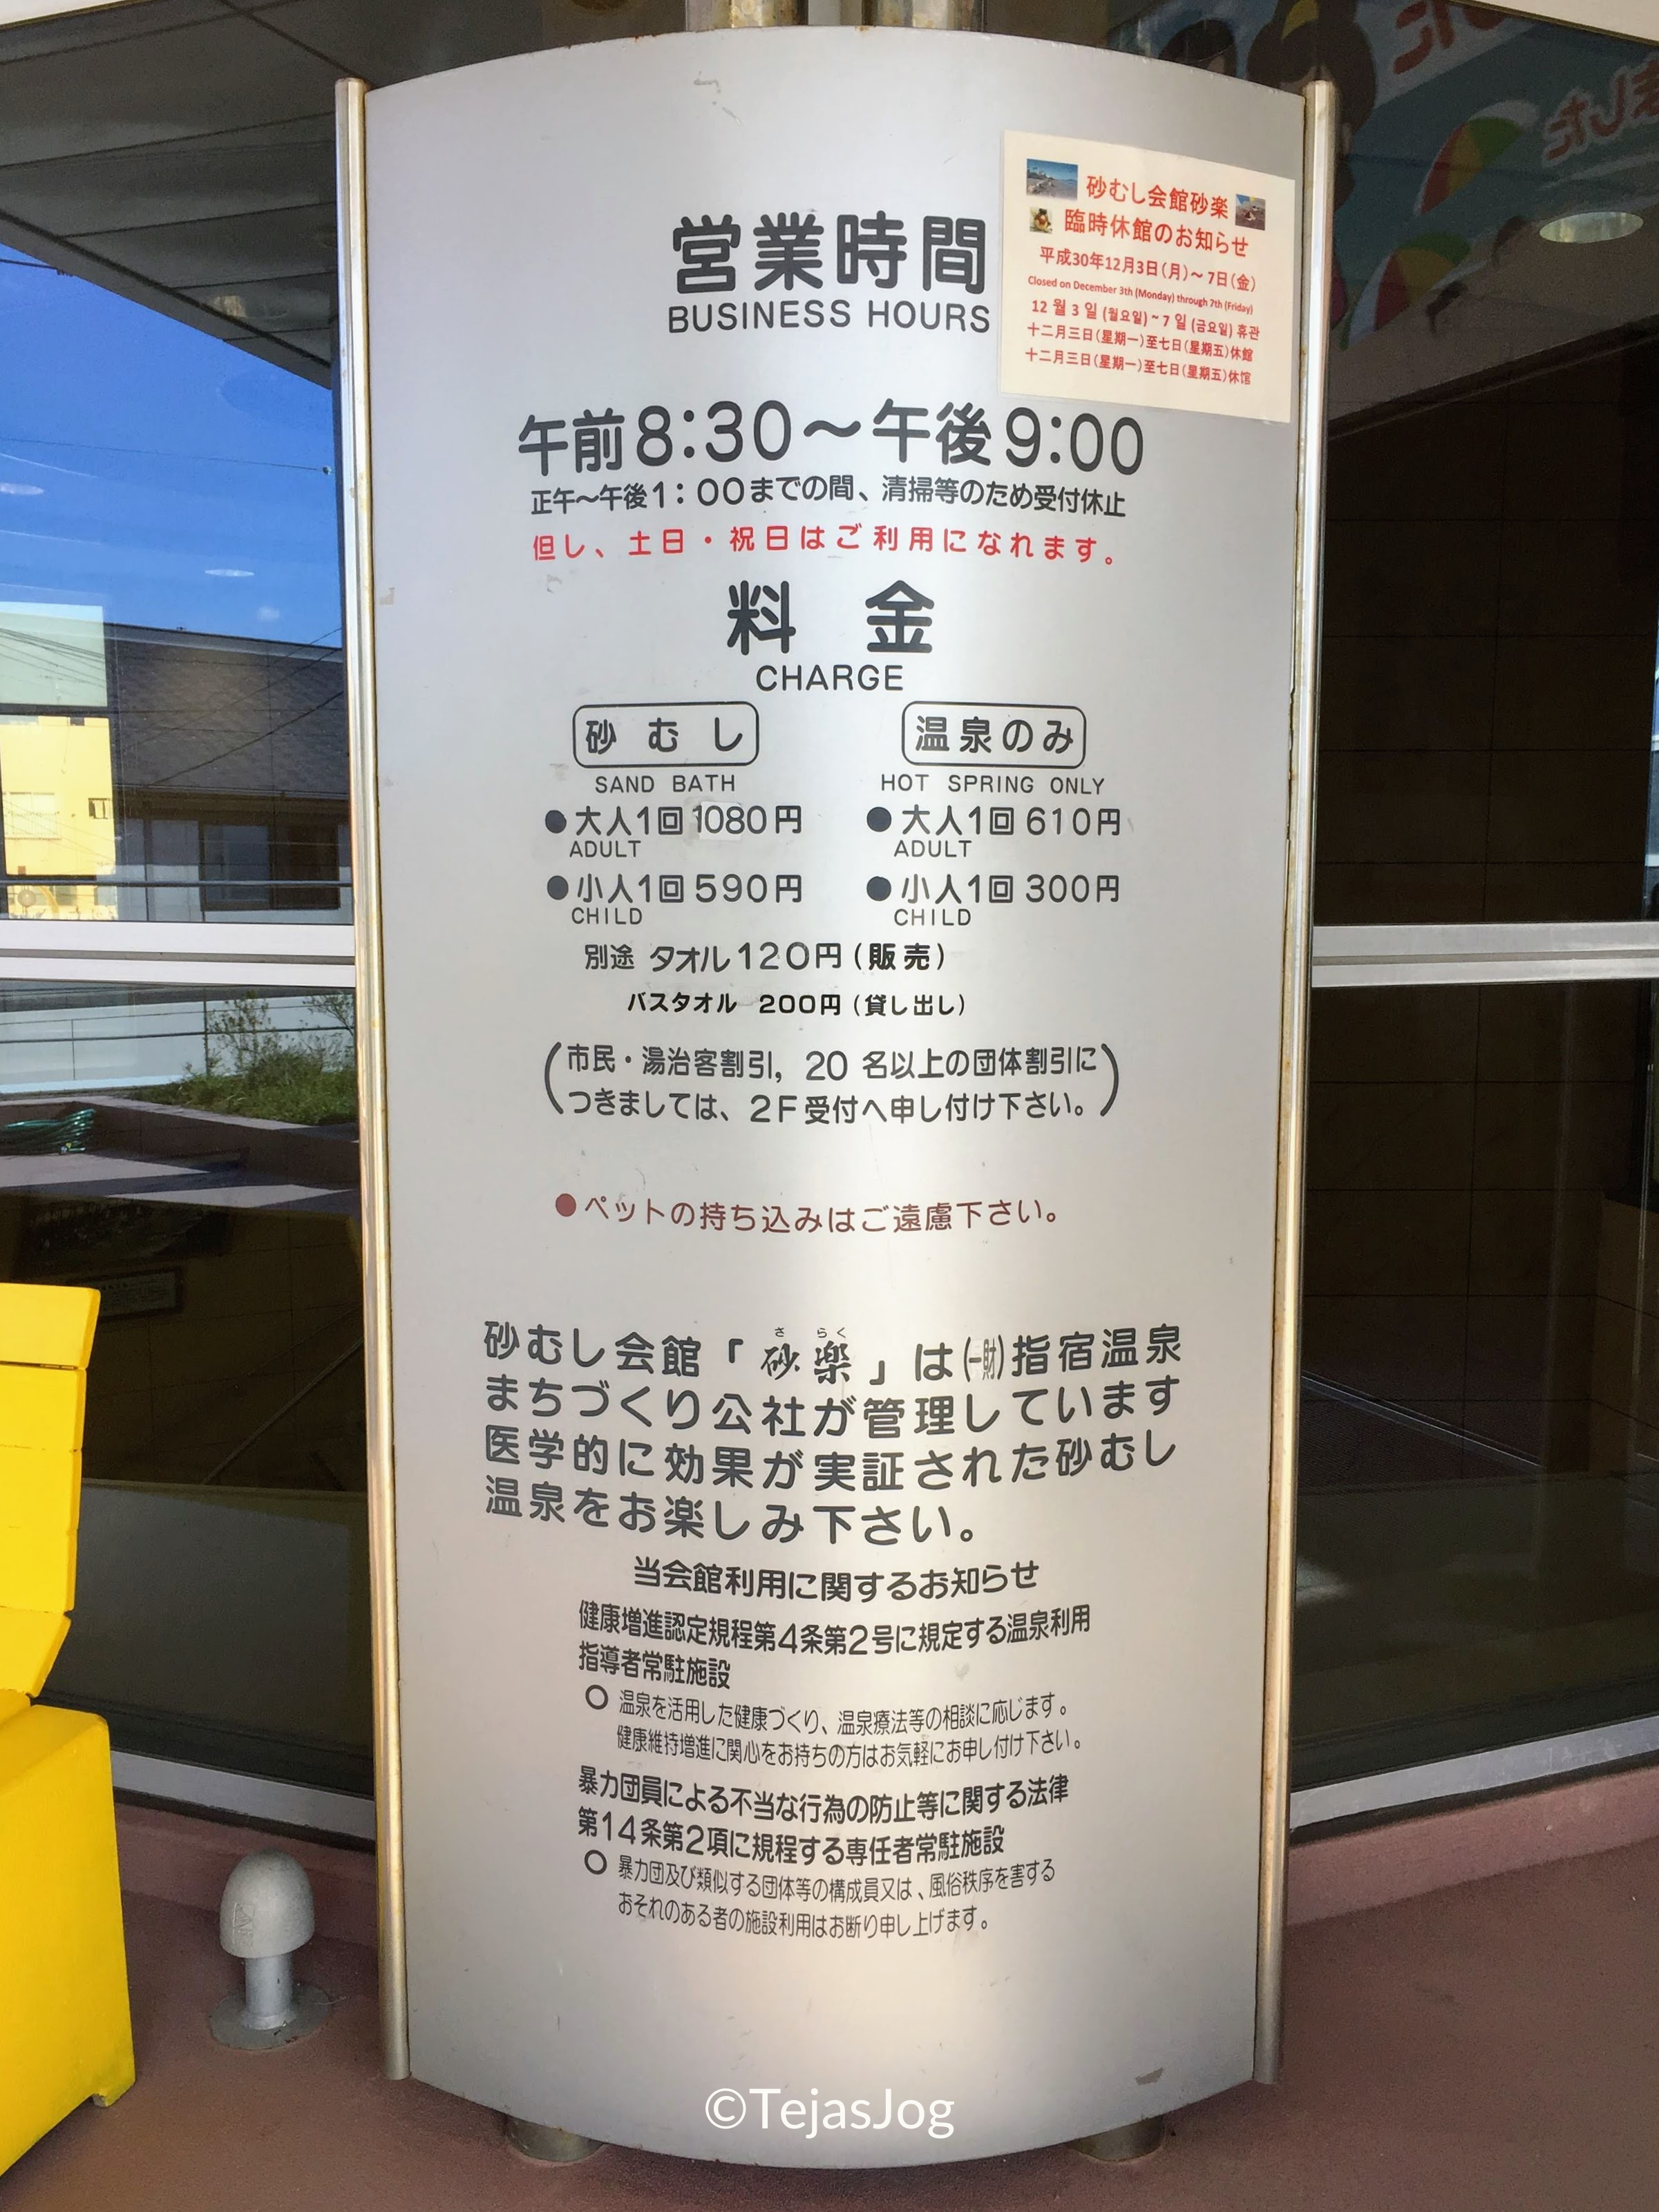 砂むし会館砂楽
臨時休館のお知らせ
平成30年12月3日(月)～7日(金)
Closed on December 3th (Monday) through 7th (Friday)
12 월 3 일 (월요일) ~ 7 일 (금요일) 휴관
十二月三日(星期一)至七日(星期五)休館
十二月三日(星期一)至七日(星期五)休馆
営業時間
BUSINESS HOURS
午前8:30～午後9:00
正午～午後1：00までの間、清掃等のため受付休止
但し、土日・祝日はご利用になれます。
料 金
CHARGE
砂むし 温泉のみ
SAND BATH HOT SPRING ONLY
●大人1回1080円 ●大人1回610円
ADULT ADULT
●小人1回590円 ●小人1回300円
CHILD CHILD
別途 タオル120円(販売)
バスタオル 200円(貸し出し)
(市民・湯治客割引, 20名以上の団体割引に
つきましては、2F受付へ申し付け下さい。)
●ペットの持ち込みはご遠慮下さい。
さ らく
砂むし会館「砂楽」は(一財)指宿温泉
まちづくり公社が管理しています
医学的に効果が実証された砂むし
温泉をお楽しみ下さい。
当会館利用に関するお知らせ
健康増進認定規程第4条第2号に規定する温泉利用
指導者常駐施設
○ 温泉を活用した健康づくり、温泉療法等の相談に応じます。
健康維持増進に関心をお持ちの方はお気軽にお申し付け下さい。
暴力団員による不当な行為の防止等に関する法律
第14条第2項に規程する専任者常駐施設
○ 暴力団及び類似する団体等の構成員又は、風俗秩序を害する
おそれのある者の施設利用はお断り申し上げます。
©TejasJog